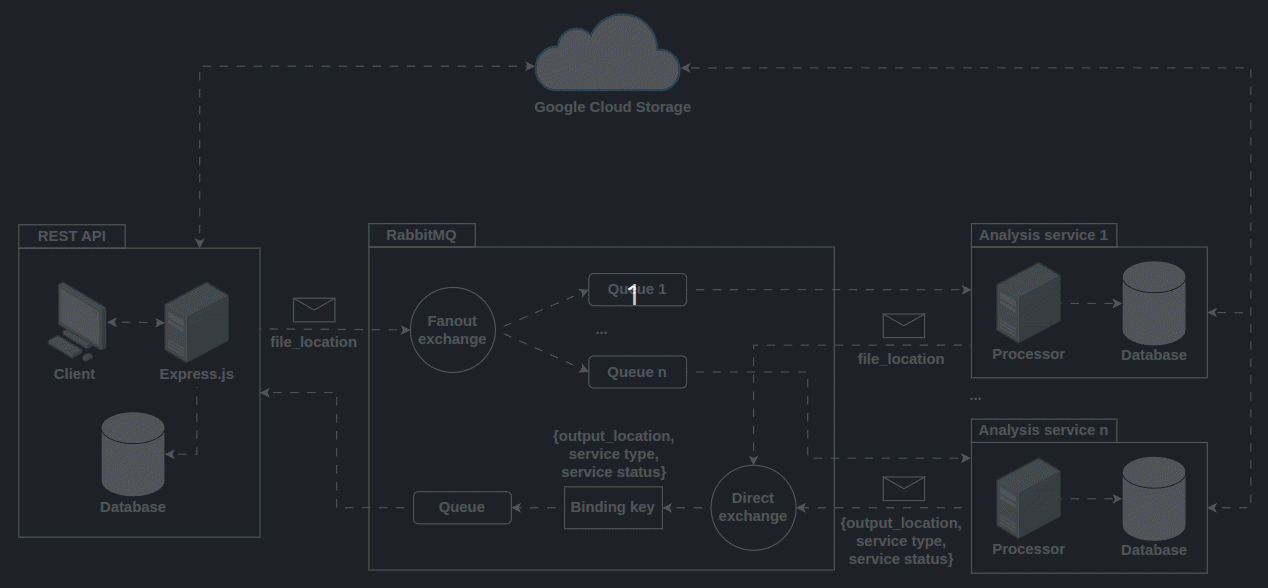 Google Cloud Storage
REST API
RabbitMQ
Analysis service 1
Queue 1
1
Fanout
exchange
file_location
...
Client
Express.js
Queue n
file_location
Processor
Database
...
Analysis service n
{output_location,
service type,
service status}
Database
Queue
Binding key
Direct
exchange
{output_location,
service type,
service status}
Processor
Database